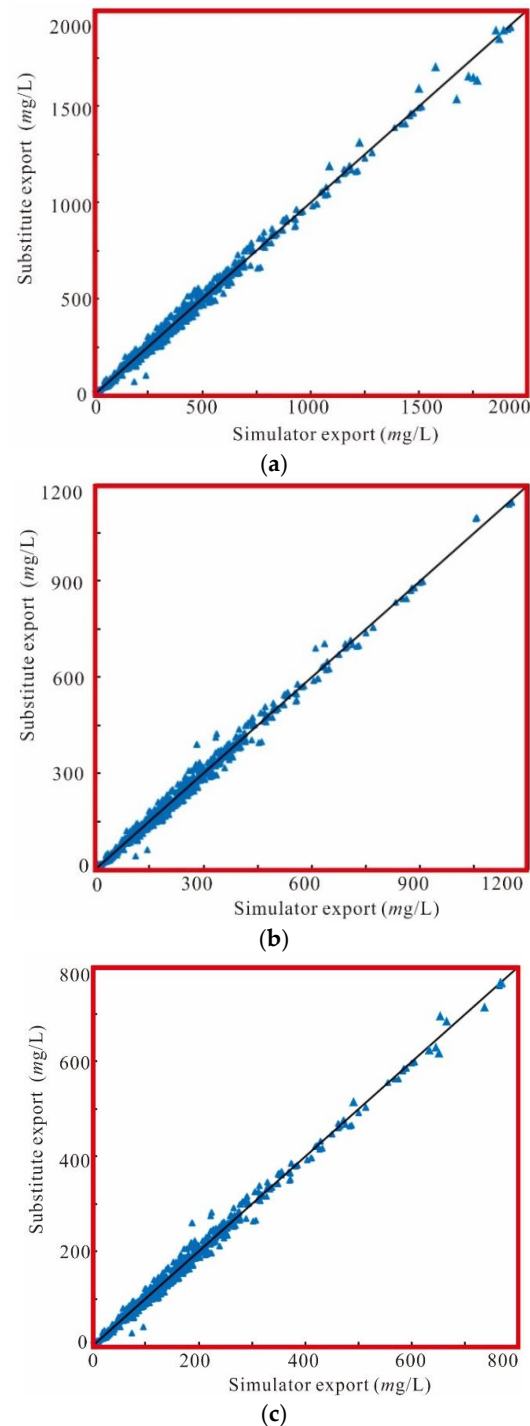 2000
1500
1000
500
0
Substitute export (mg/L)
0 500 1000 1500 2000
Simulator export (mg/L)
(a)
1200
900
600
300
0
Substitute export (mg/L)
0 300 600 900 1200
Simulator export (mg/L)
(b)
800
600
400
200
0
Substitute export (mg/L)
0 200 400 600 800
Simulator export (mg/L)
(c)